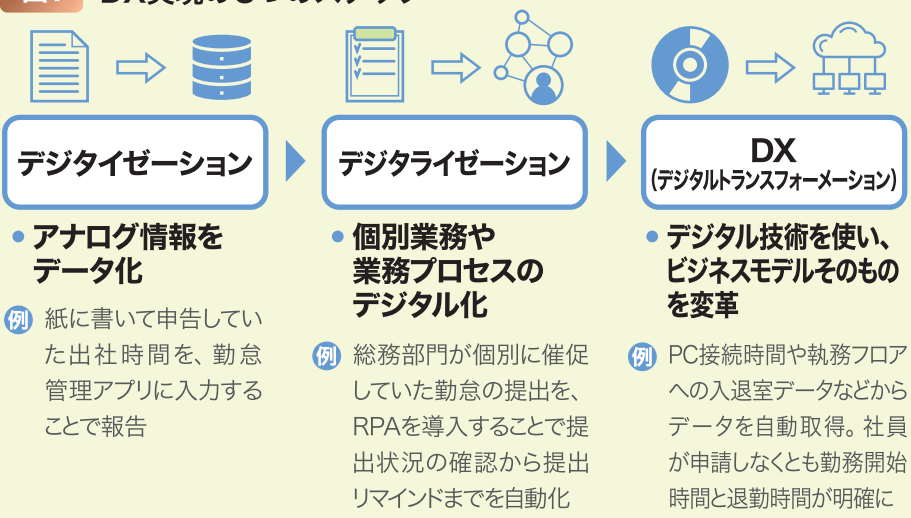 デジタイゼーション
デジタライゼーション
DX
(デジタルトランスフォーメーション)
• アナログ情報を
データ化
例 紙に書いて申告してい
た出社時間を、勤怠
管理アプリに入力する
ことで報告
• 個別業務や
業務プロセスの
デジタル化
例 総務部門が個別に催促
していた勤怠の提出を、
RPAを導入することで提
出状況の確認から提出
リマインドまでを自動化
• デジタル技術を使い、
ビジネスモデルそのもの
を変革
例 PC接続時間や執務フロア
への入退室データなどから
データを自動取得。社員
が申請しなくとも勤務開始
時間と退勤時間が明確に